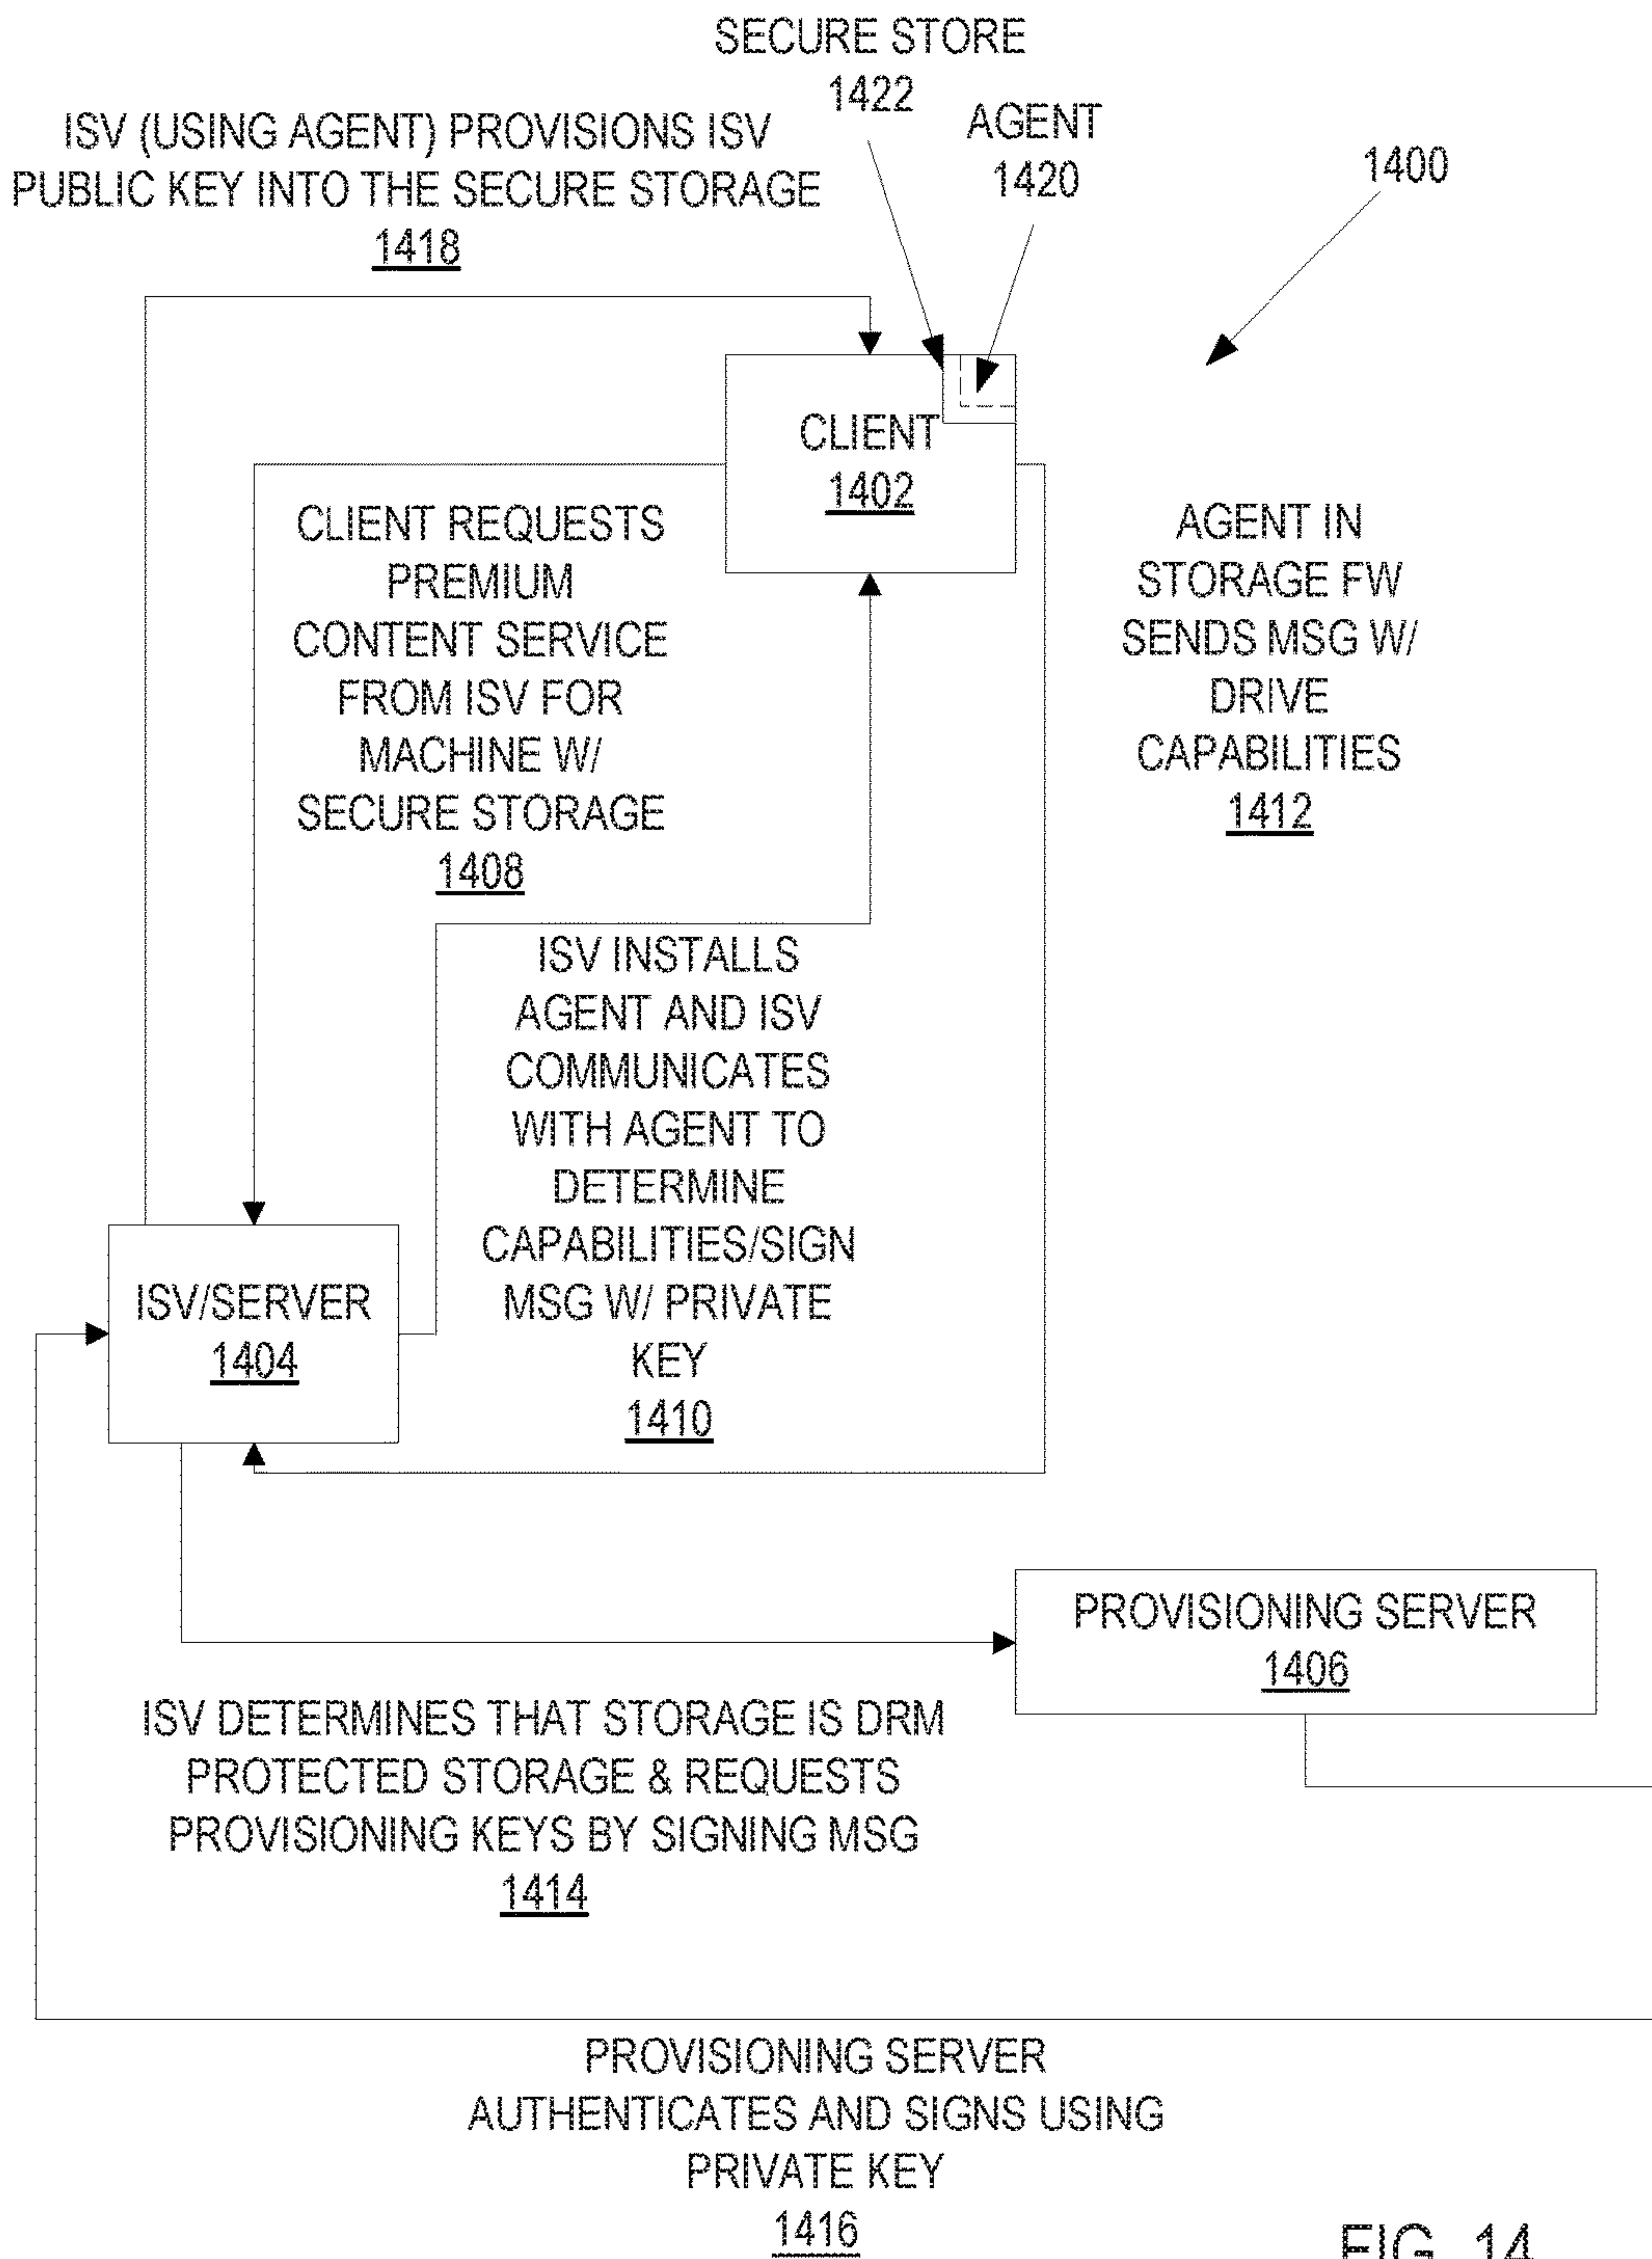 SECURE STORE
1422
AGENT
1420
1400
ISV (USING AGENT) PROVISIONS ISV
PUBLIC KEY INTO THE SECURE STORAGE
1418
CLIENT
1402
CLIENT REQUESTS
PREMIUM
CONTENT SERVICE
FROM ISV FOR
MACHINE W/
SECURE STORAGE
1408
AGENT IN
STORAGE FW
SENDS MSG W/
DRIVE
CAPABILITIES
1412
ISV INSTALLS
AGENT AND ISV
COMMUNICATES
WITH AGENT TO
DETERMINE
CAPABILITIES/SIGN
MSG W/ PRIVATE
KEY
1410
ISV/SERVER
1404
PROVISIONING SERVER
1406
ISV DETERMINES THAT STORAGE IS DRM
PROTECTED STORAGE & REQUESTS
PROVISIONING KEYS BY SIGNING MSG
1414
PROVISIONING SERVER
AUTHENTICATES AND SIGNS USING
PRIVATE KEY
1416
FIG. 14